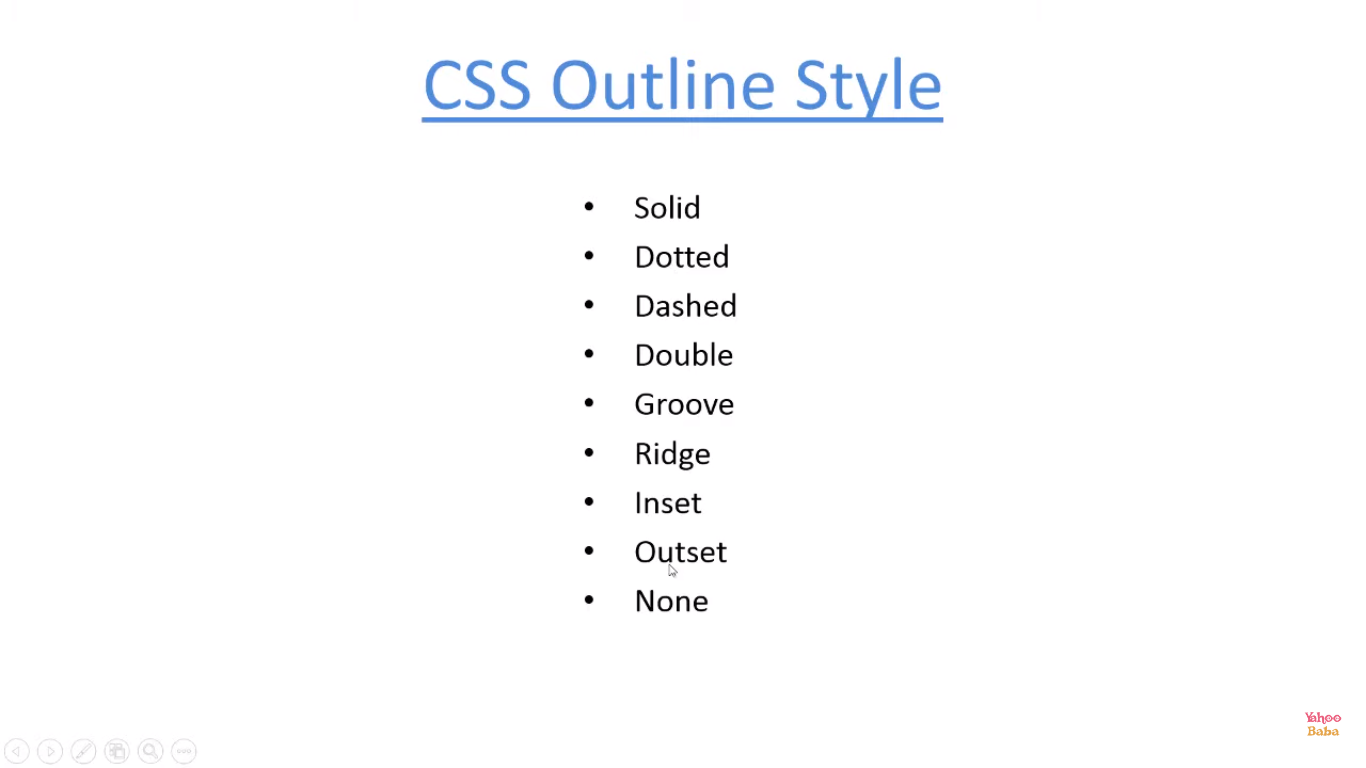 CSS Outline Style
• Solid
• Dotted
• Dashed
• Double
• Groove
• Ridge
• Inset
• Outset
• None
Yahoo
Baba